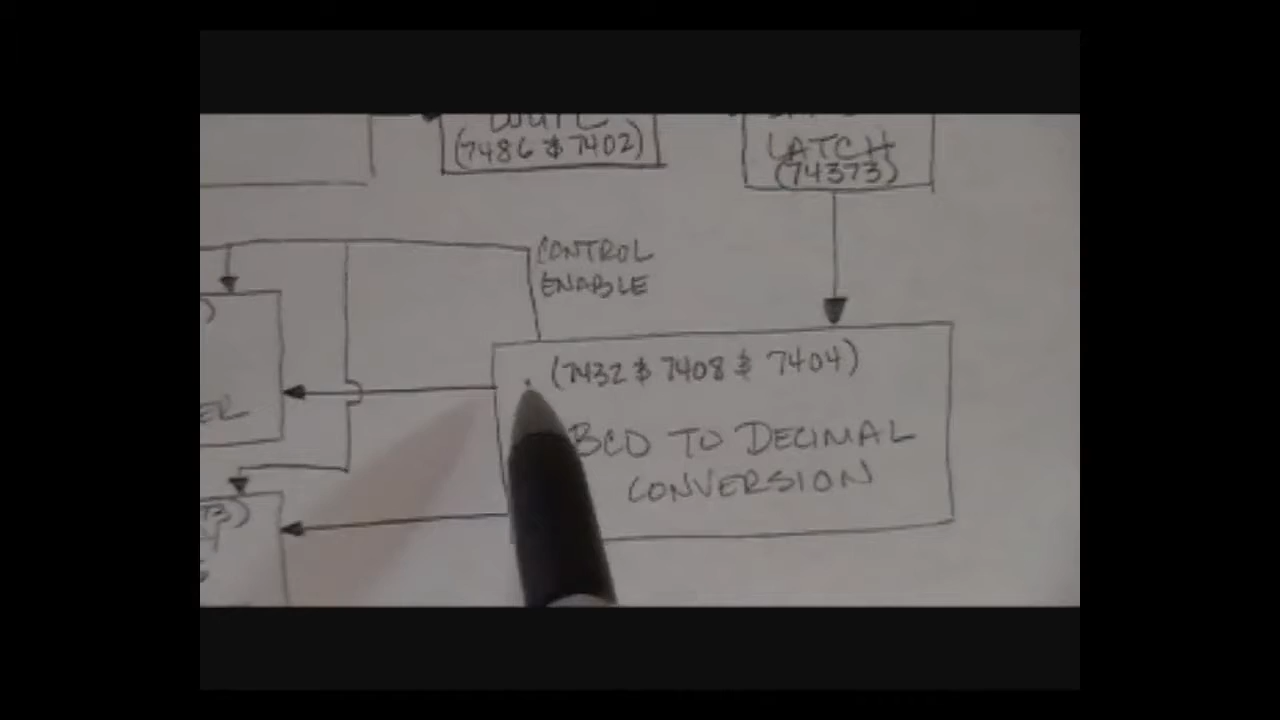 (7486 & 7402)
LATCH
(74373)
CONTROL
ENABLE
(7432 & 7408 & 7404)
BCD TO DECIMAL
CONVERSION